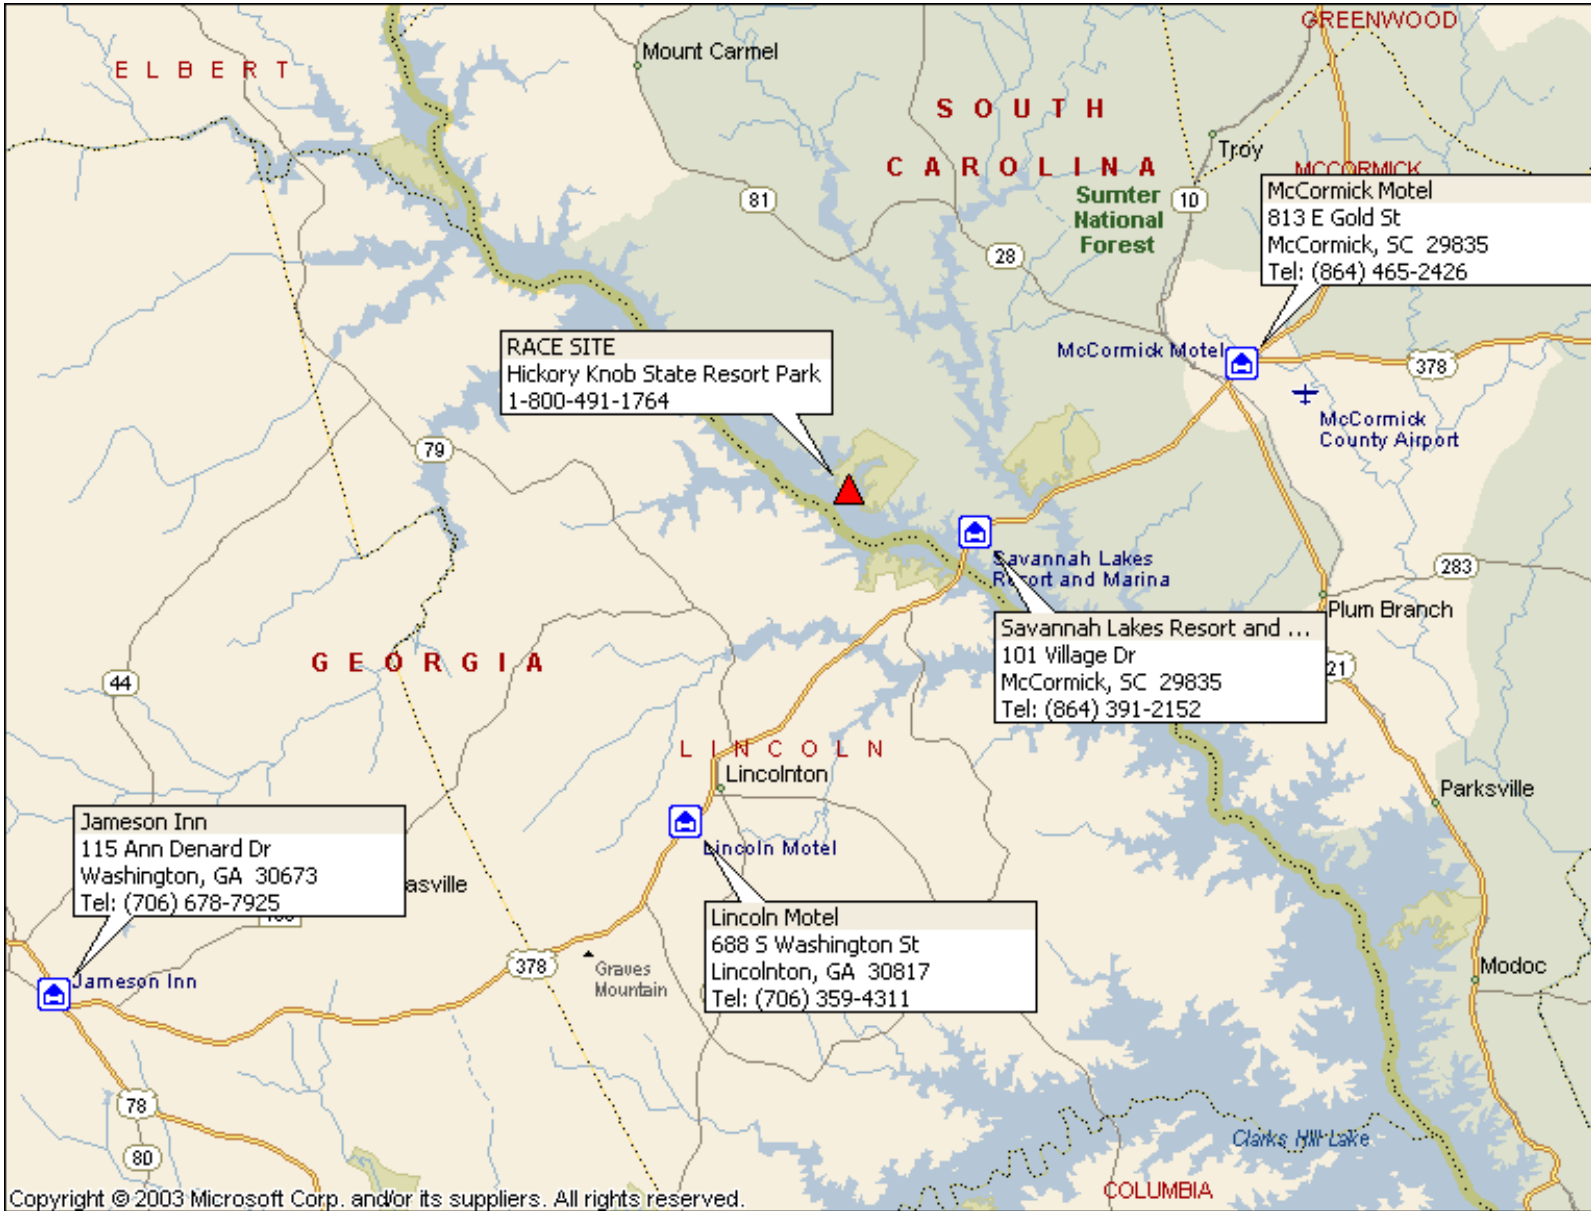 GREENWOOD
Mount Carmel
ELBERT
SOUTH
CAROLINA
Troy
MCCORMICK
81
Sumter
National
Forest
10
28
McCormick Motel
813 E Gold St
McCormick, SC 29835
Tel: (864) 465-2426
RACE SITE
Hickory Knob State Resort Park
1-800-491-1764
McCormick Motel
378
McCormick
County Airport
79
Savannah Lakes
Resort and Marina
283
Plum Branch
Savannah Lakes Resort and ...
101 Village Dr
McCormick, SC 29835
Tel: (864) 391-2152
GEORGIA
44
21
LINCOLN
Lincolnton
Parksville
Jameson Inn
115 Ann Denard Dr
Washington, GA 30673
Tel: (706) 678-7925
asville
Lincoln Motel
Lincoln Motel
688 S Washington St
Lincolnton, GA 30817
Tel: (706) 359-4311
378
Graves
Mountain
Modoc
Jameson Inn
78
80
Clarks Hill Lake
COLUMBIA
Copyright © 2003 Microsoft Corp. and/or its suppliers. All rights reserved.